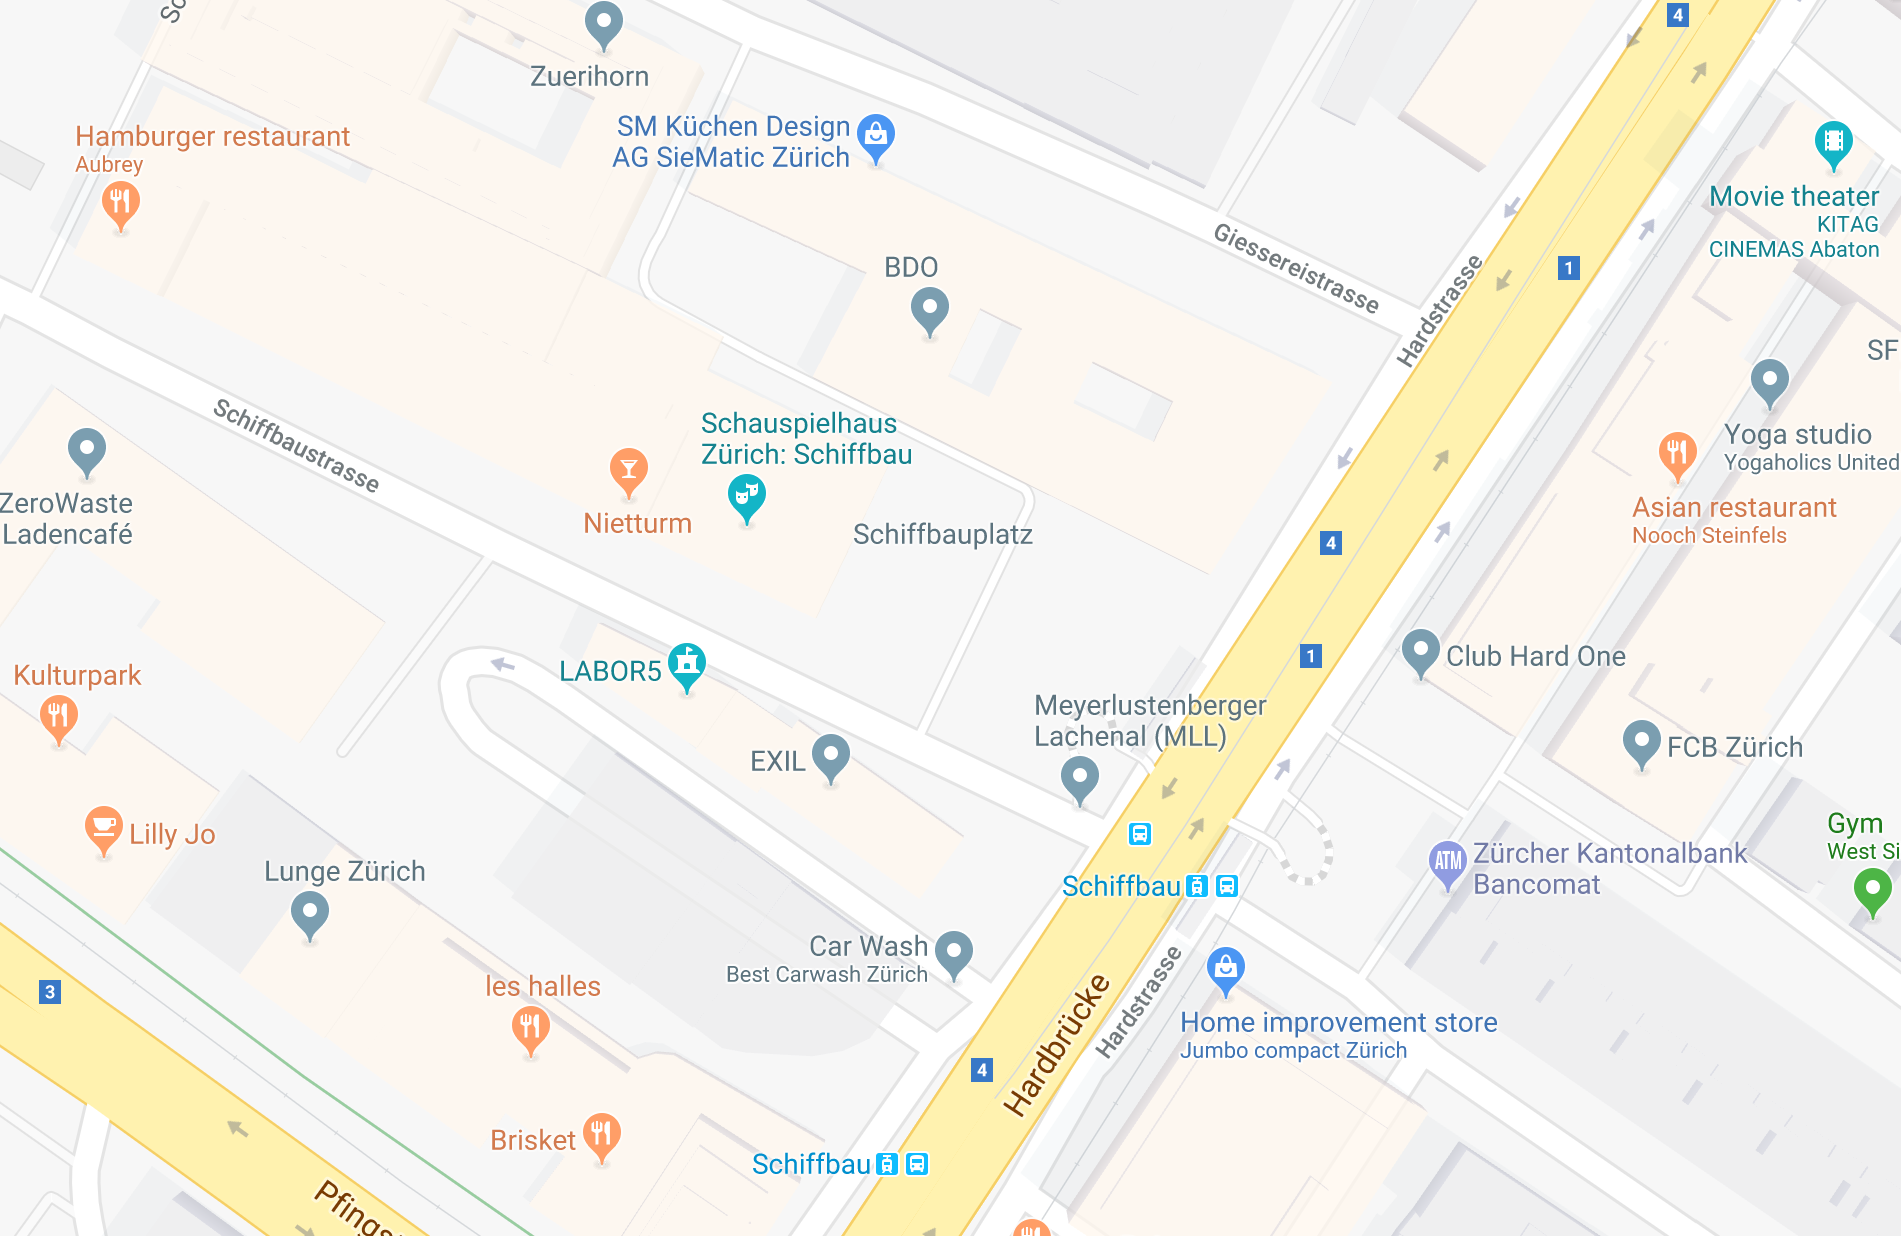 4
Zuerihorn
SM Küchen Design
AG SieMatic Zürich
Hamburger restaurant
Aubrey
Movie theater
KITAG
CINEMAS Abaton
Giessereistrasse
Hardstrasse
1
BDO
SF
Schiffbaustrasse
Schauspielhaus
Zürich: Schiffbau
Nietturm
Schiffbauplatz
Yoga studio
Yogaholics United
Asian restaurant
Nooch Steinfels
ZeroWaste
Ladencafé
4
1
Club Hard One
LABOR5
Kulturpark
Meyerlustenberger
Lachenal (MLL)
EXIL
FCB Zürich
Lilly Jo
Gym
West Si
ATM
Zürcher Kantonalbank
Bancomat
Lunge Zürich
Schiffbau
Car Wash
Best Carwash Zürich
Hardbrücke
Hardstrasse
les halles
3
Home improvement store
Jumbo compact Zürich
4
Brisket
Schiffbau
Pfings